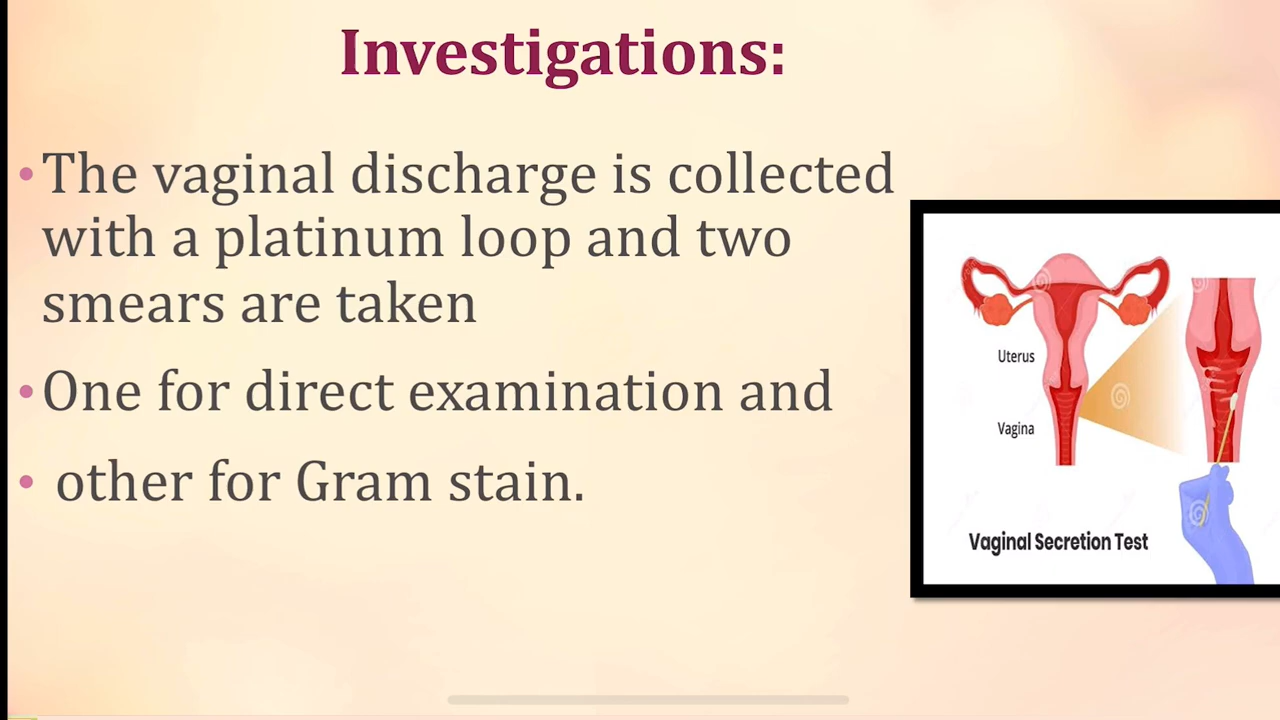 Investigations:
•The vaginal discharge is collected
with a platinum loop and two
smears are taken
•One for direct examination and
• other for Gram stain.
Uterus
Vagina
Vaginal Secretion Test